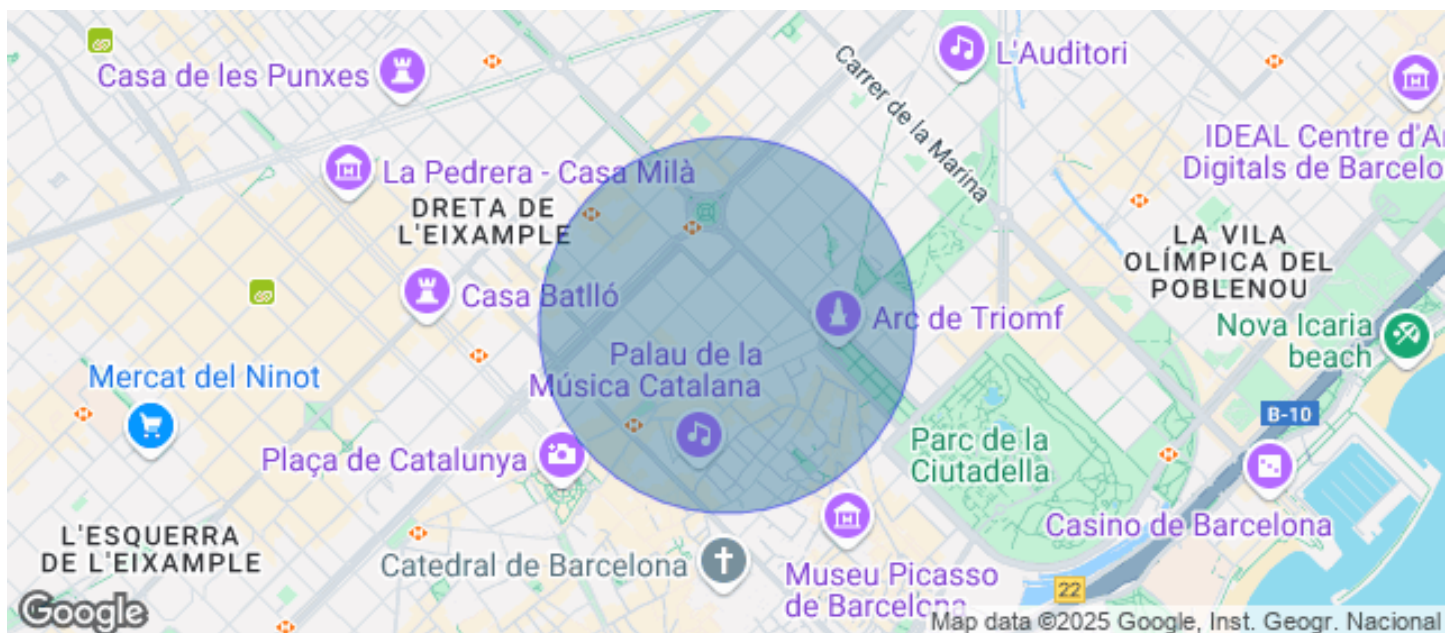 Casa de les Punxes
L'Auditori
Carrer de la Marina
IDEAL Centre d'Ar
Digitals de Barcelo
La Pedrera - Casa Milà
DRETA DE
L'EIXAMPLE
LA VILA
OLÍMPICA DEL
POBLENOU
Casa Batlló
Arc de Triomf
Nova Icaria
beach
Palau de la
Música Catalana
Mercat del Ninot
B-10
Plaça de Catalunya
Parc de la
Ciutadella
Casino de Barcelona
L'ESQUERRA
DE L'EIXAMPLE
Catedral de Barcelona
Museu Picasso
de Barcelona
22
Google
Map data ©2025 Google, Inst. Geogr. Nacional